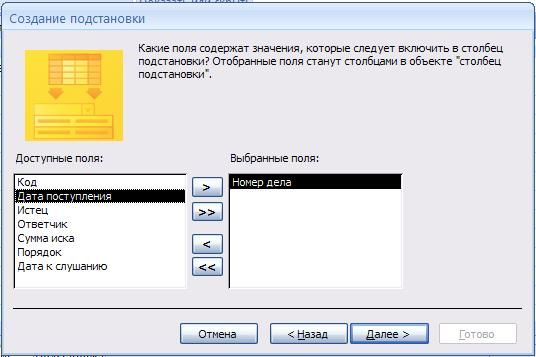 Создание подстановки
Какие поля содержат значения, которые следует включить в столбец
подстановки? Отобранные поля станут столбцами в объекте "столбец
подстановки".
Доступные поля:
Выбранные поля:
Код
Дата поступления
Истец
Ответчик
Сумма иска
Порядок
Дата к слушанию
>
>>
<
<<
Номер дела
Отмена
< Назад
Далее >
Готово